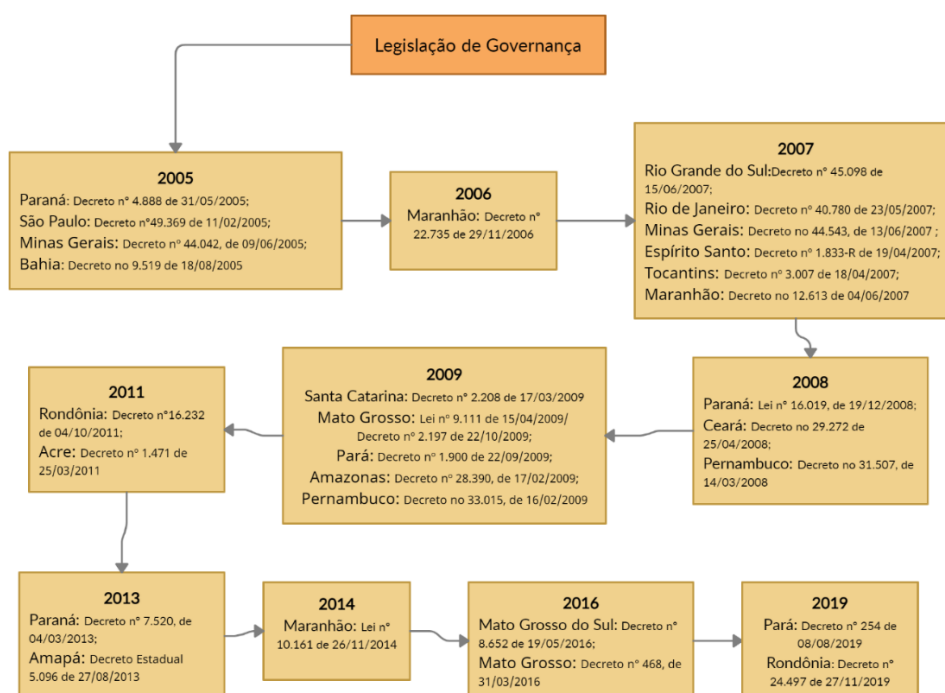 Legislação de Governança
2005
Paraná: Decreto nº 4.888 de 31/05/2005;
São Paulo: Decreto nº49.369 de 11/02/2005;
Minas Gerais: Decreto nº 44.042, de 09/06/2005;
Bahia: Decreto no 9.519 de 18/08/2005
2006
Maranhão: Decreto nº
22.735 de 29/11/2006
2007
Rio Grande do Sul:Decreto nº 45.098 de
15/06/2007;
Rio de Janeiro: Decreto nº 40.780 de 23/05/2007;
Minas Gerais: Decreto no 44.543, de 13/06/2007 ;
Espírito Santo: Decreto nº 1.833-R de 19/04/2007;
Tocantins: Decreto nº 3.007 de 18/04/2007;
Maranhão: Decreto no 12.613 de 04/06/2007
2008
Paraná: Lei nº 16.019, de 19/12/2008;
Ceará: Decreto no 29.272 de
25/04/2008;
Pernambuco: Decreto no 31.507, de
14/03/2008
2009
Santa Catarina: Decreto nº 2.208 de 17/03/2009
Mato Grosso: Lei nº 9.111 de 15/04/2009/
Decreto nº 2.197 de 22/10/2009;
Pará: Decreto nº 1.900 de 22/09/2009;
Amazonas: Decreto nº 28.390, de 17/02/2009;
Pernambuco: Decreto no 33.015, de 16/02/2009
2011
Rondônia: Decreto nº16.232
de 04/10/2011;
Acre: Decreto nº 1.471 de
25/03/2011
2013
Paraná: Decreto nº 7.520, de
04/03/2013;
Amapá: Decreto Estadual
5.096 de 27/08/2013
2014
Maranhão: Lei nº
10.161 de 26/11/2014
2016
Mato Grosso do Sul: Decreto nº
8.652 de 19/05/2016;
Mato Grosso: Decreto nº 468, de
31/03/2016
2019
Pará: Decreto nº 254 de
08/08/2019
Rondônia: Decreto nº
24.497 de 27/11/2019